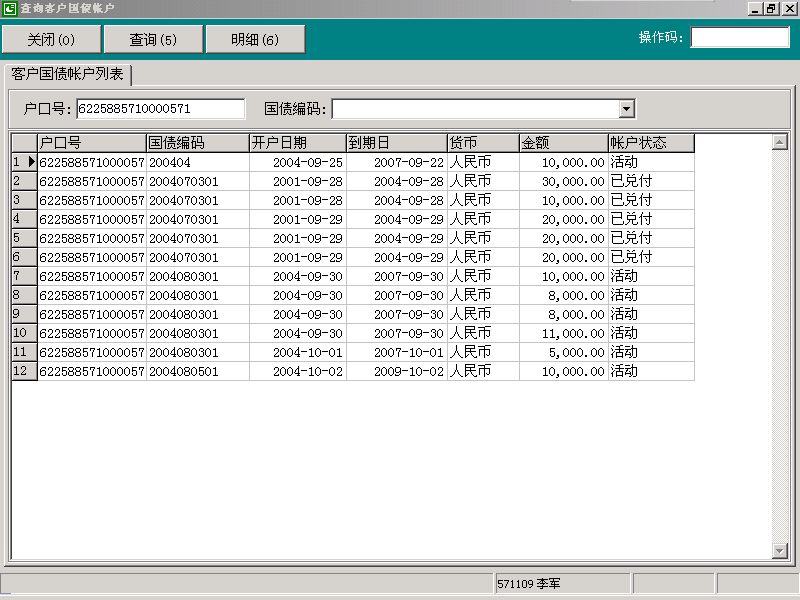 查询客户国债帐户
关闭(0) 查询(5) 明细(6) 操作码:
客户国债帐户列表
户口号: 6225885710000571 国债编码:
户口号 国债编码 开户日期 到期日 货币 金额 帐户状态
1 622588571000057 200404 2004-09-25 2007-09-22 人民币 10,000.00 活动
2 622588571000057 2004070301 2001-09-28 2004-09-28 人民币 30,000.00 已兑付
3 622588571000057 2004070301 2001-09-28 2004-09-28 人民币 10,000.00 已兑付
4 622588571000057 2004070301 2001-09-29 2004-09-29 人民币 20,000.00 已兑付
5 622588571000057 2004070301 2001-09-29 2004-09-29 人民币 20,000.00 已兑付
6 622588571000057 2004070301 2001-09-29 2004-09-29 人民币 20,000.00 已兑付
7 622588571000057 2004080301 2004-09-30 2007-09-30 人民币 10,000.00 活动
8 622588571000057 2004080301 2004-09-30 2007-09-30 人民币 8,000.00 活动
9 622588571000057 2004080301 2004-09-30 2007-09-30 人民币 8,000.00 活动
10 622588571000057 2004080301 2004-09-30 2007-09-30 人民币 11,000.00 活动
11 622588571000057 2004080301 2004-10-01 2007-10-01 人民币 5,000.00 活动
12 622588571000057 2004080501 2004-10-02 2009-10-02 人民币 10,000.00 活动
571109 李军